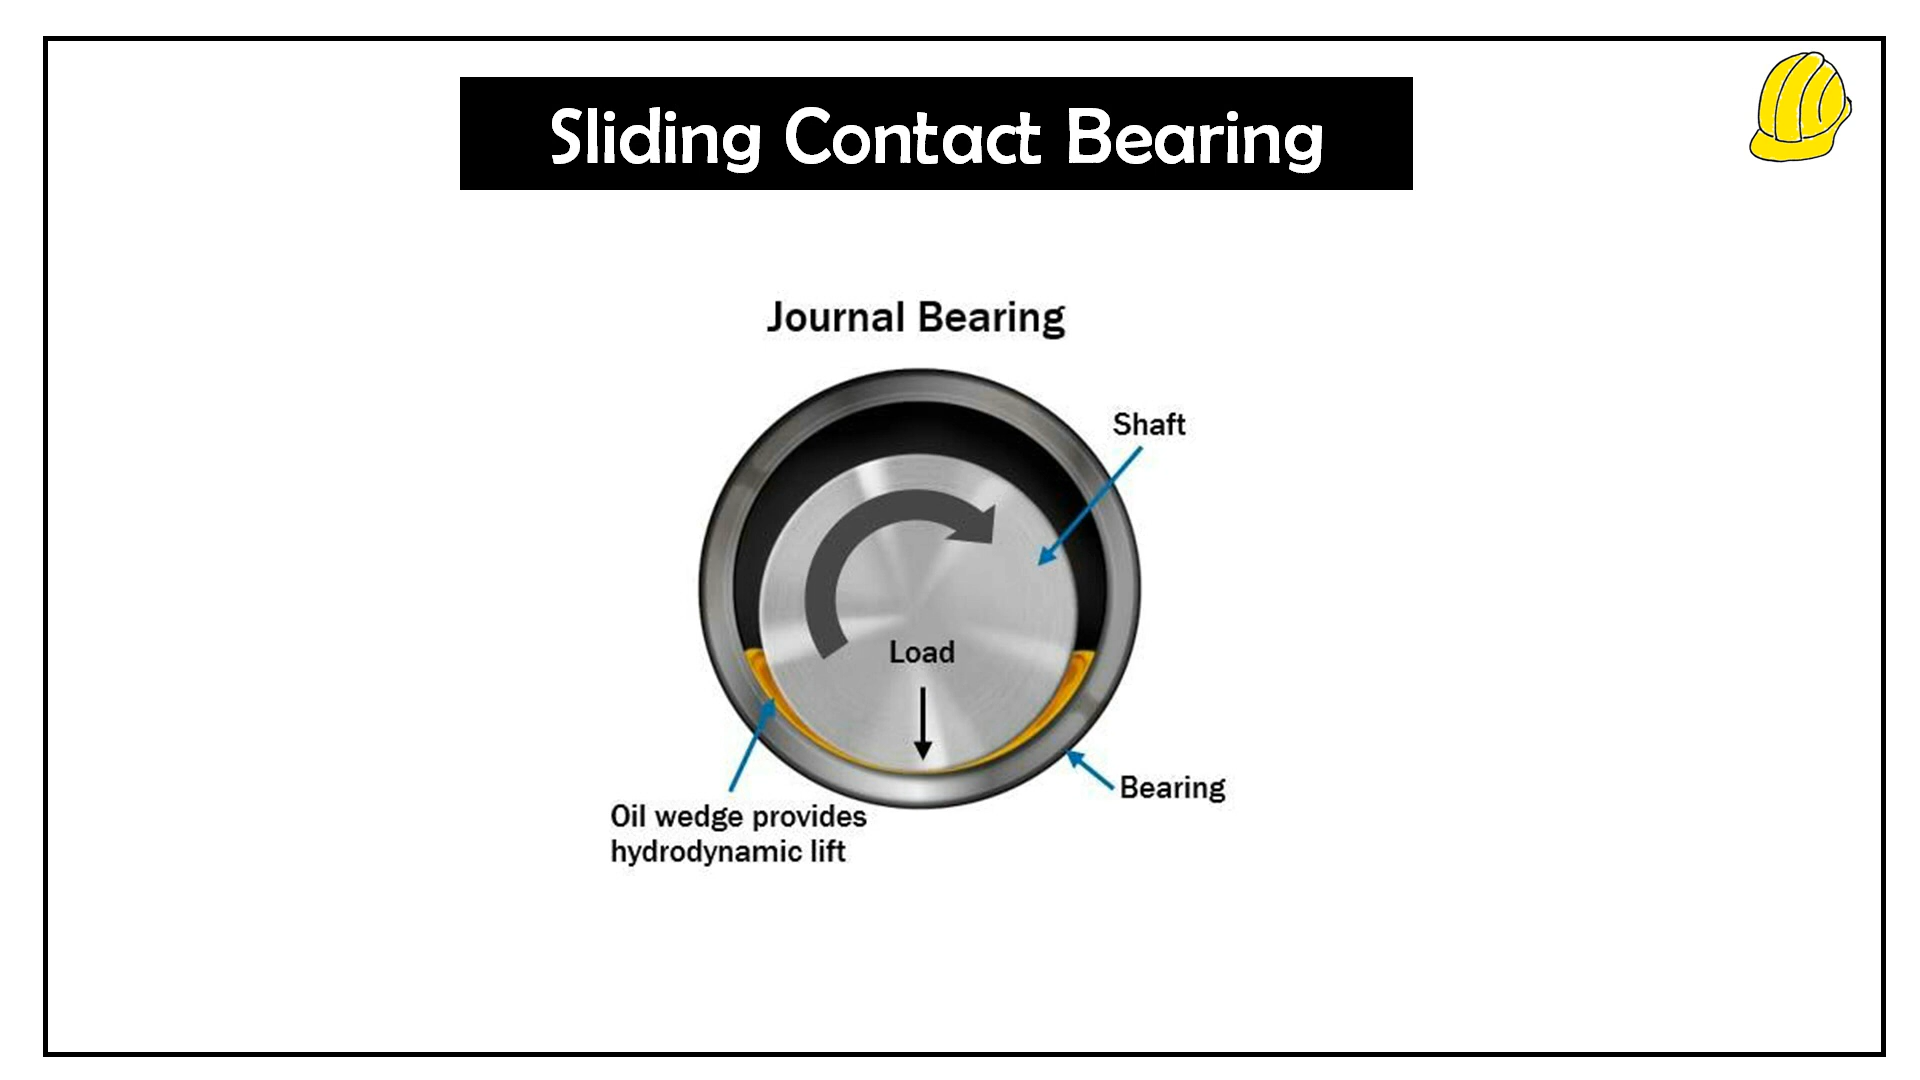 Sliding Contact Bearing
Journal Bearing
Shaft
Load
Bearing
Oil wedge provides
hydrodynamic lift